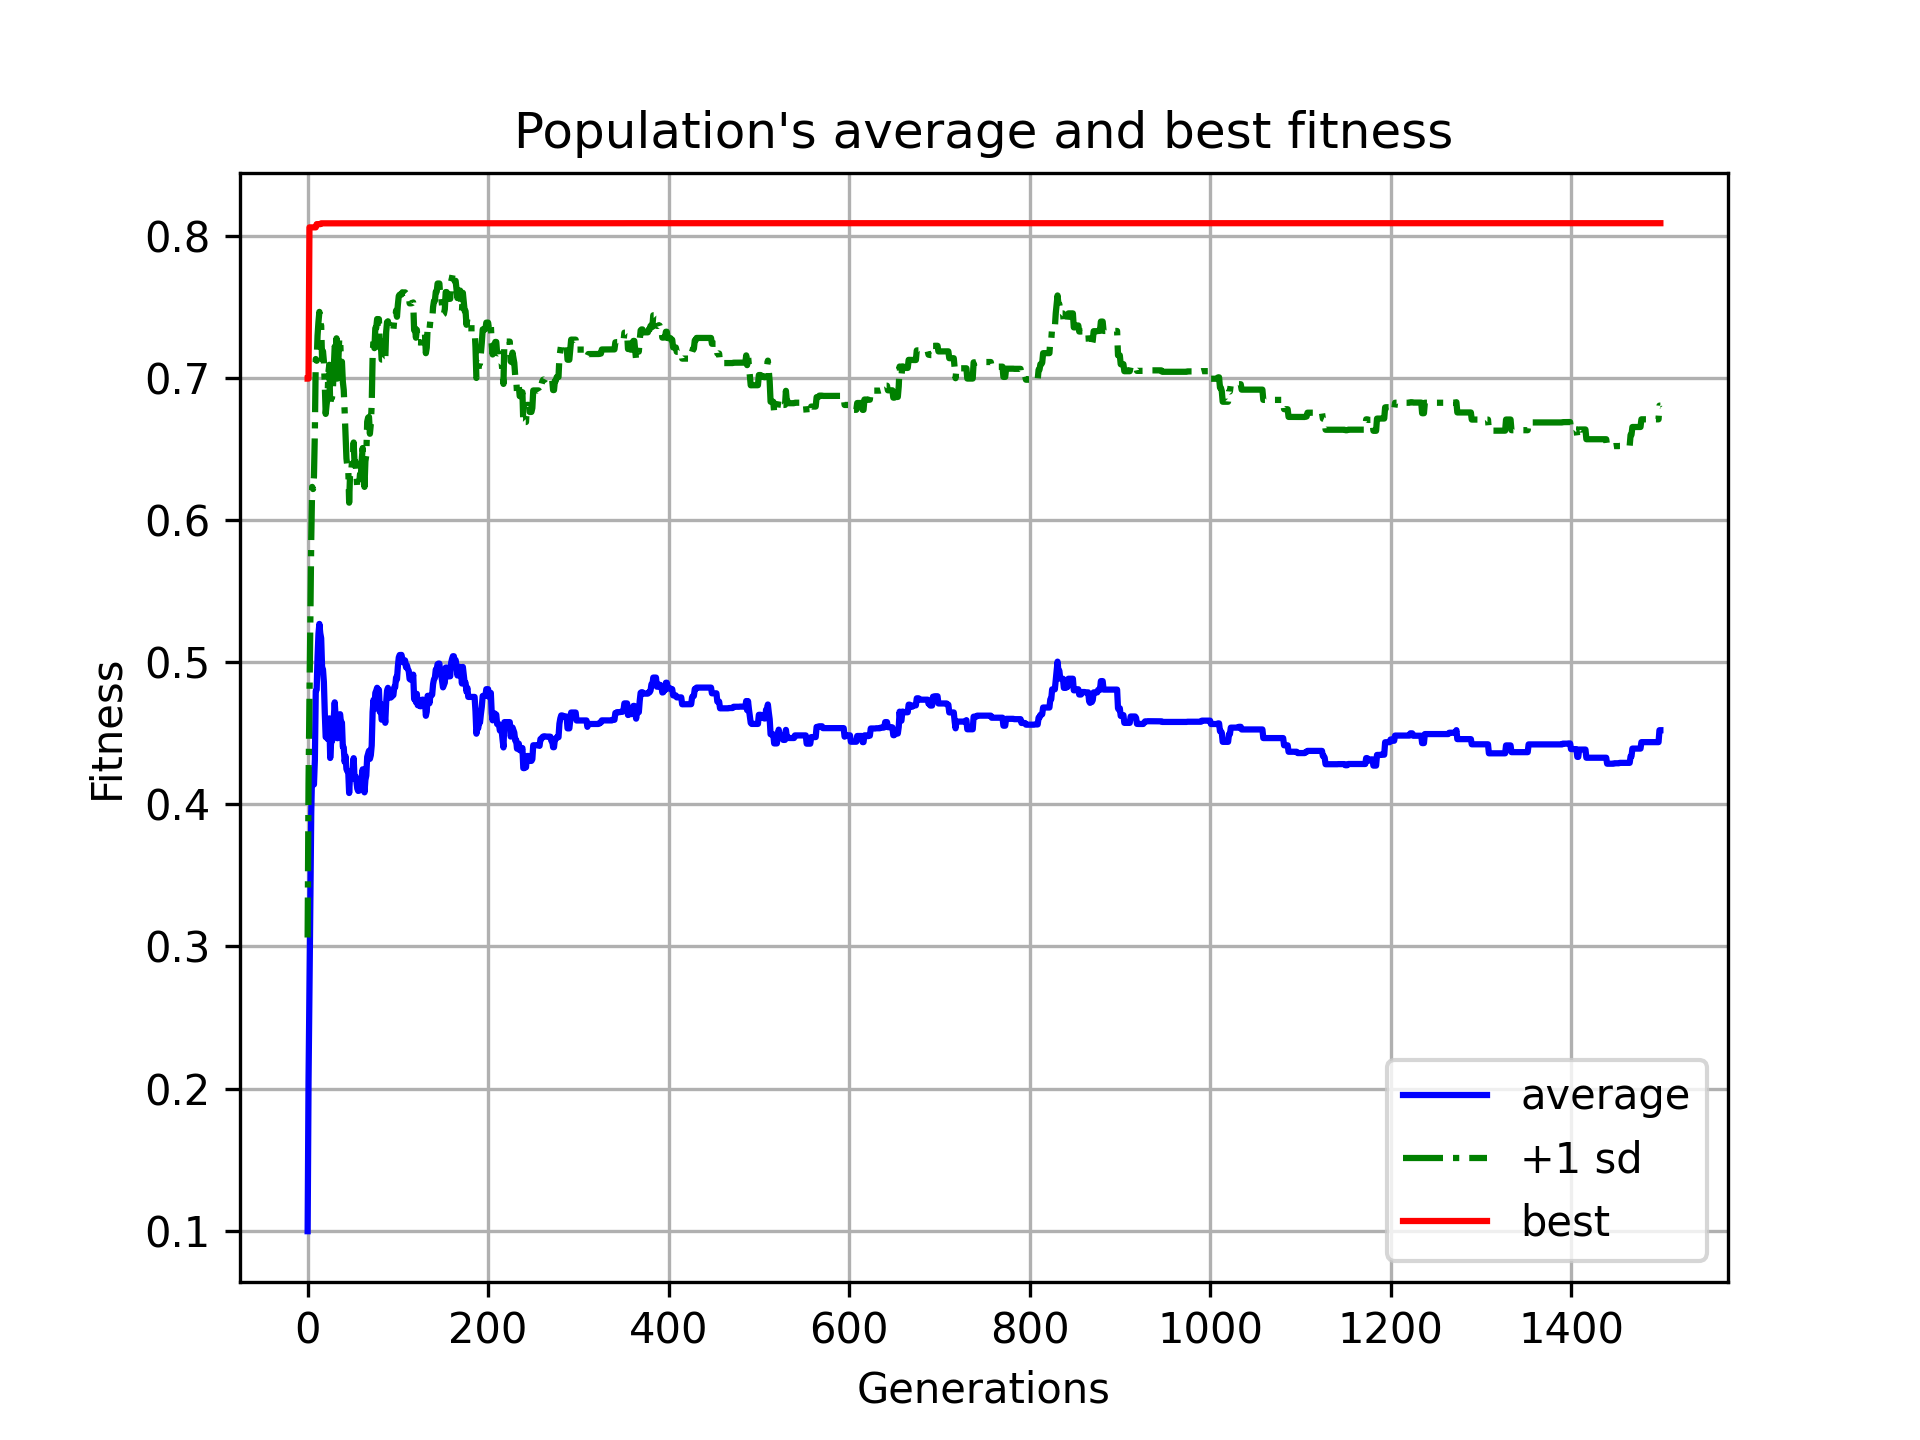 Population's average and best fitness
Fitness
0.8
0.7
0.6
0.5
0.4
0.3
0.2
0.1
0 200 400 600 800 1000 1200 1400
Generations
average
+1 sd
best